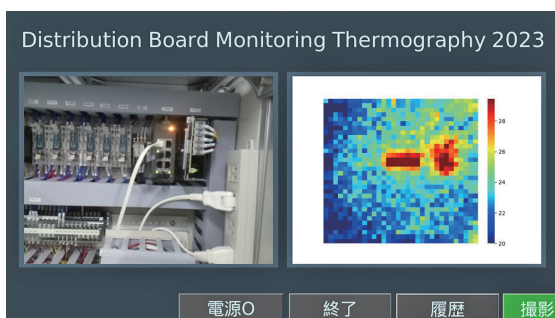 Distribution Board Monitoring Thermography 2023
28
26
24
22
20
電源O 終了 履歴 撮影